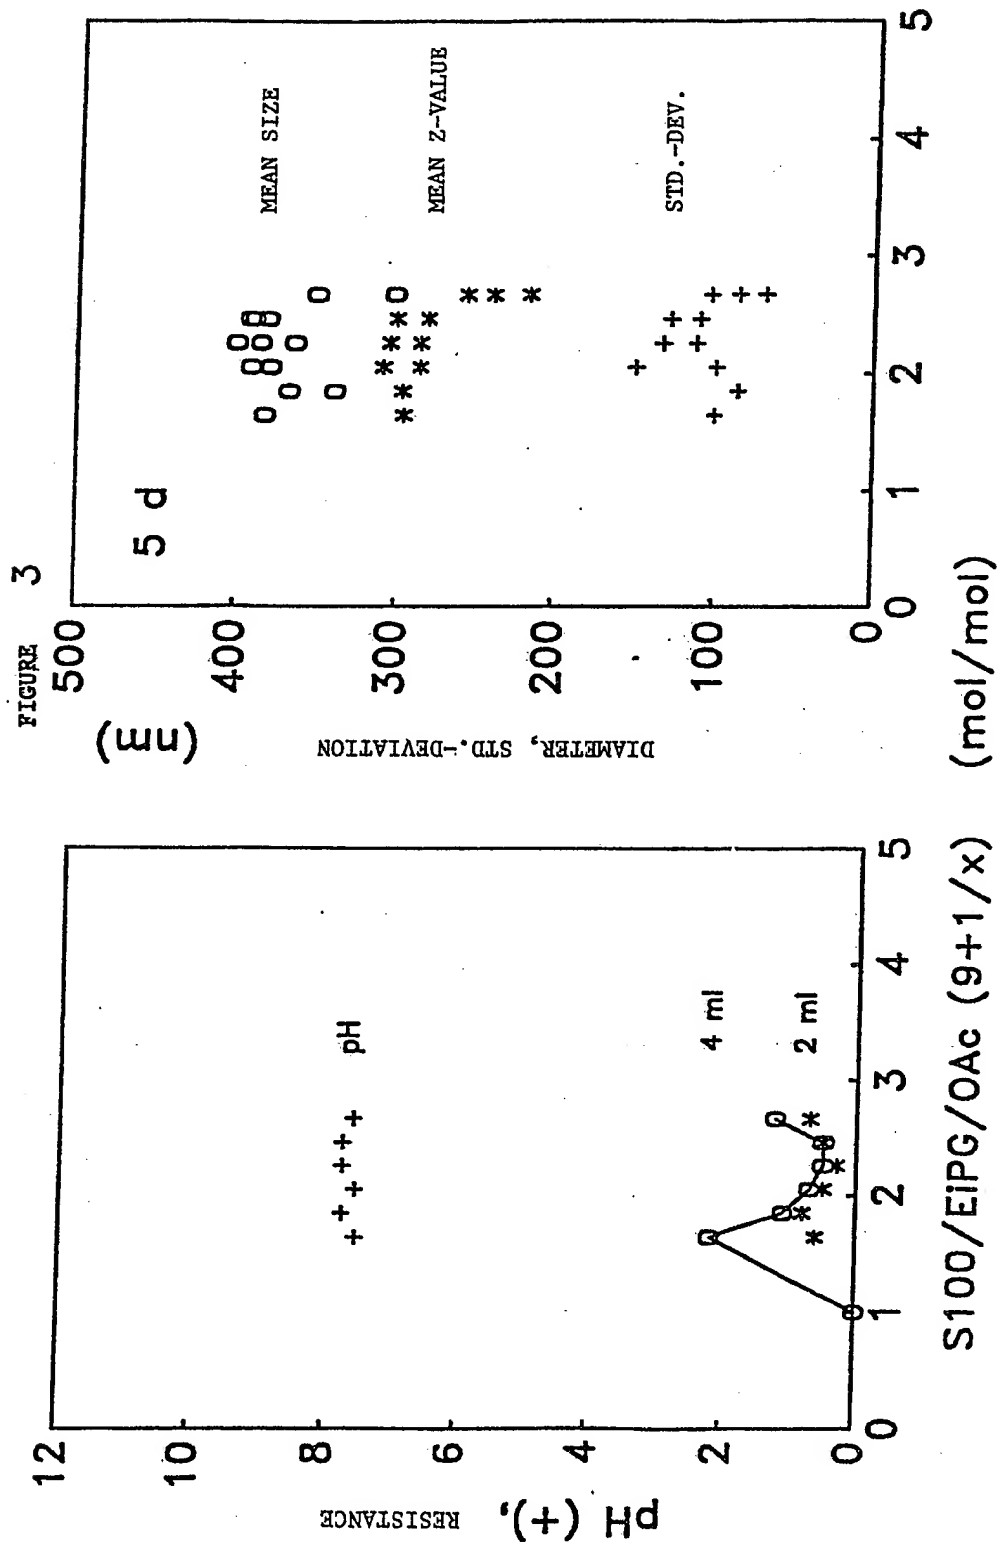 FIGURE 3
12
10
8
6
4
2
0
RESISTANCE
pH (+),
pH
4 ml
2 ml
0 1 2 3 4 5
S100/EiPG/OAc (9+1/x) (mol/mol)
500
400
300
200
100
0
(nm)
DIAMETER, STD.-DEVIATION
5 d
MEAN SIZE
MEAN Z-VALUE
STD.-DEV.
0 1 2 3 4 5